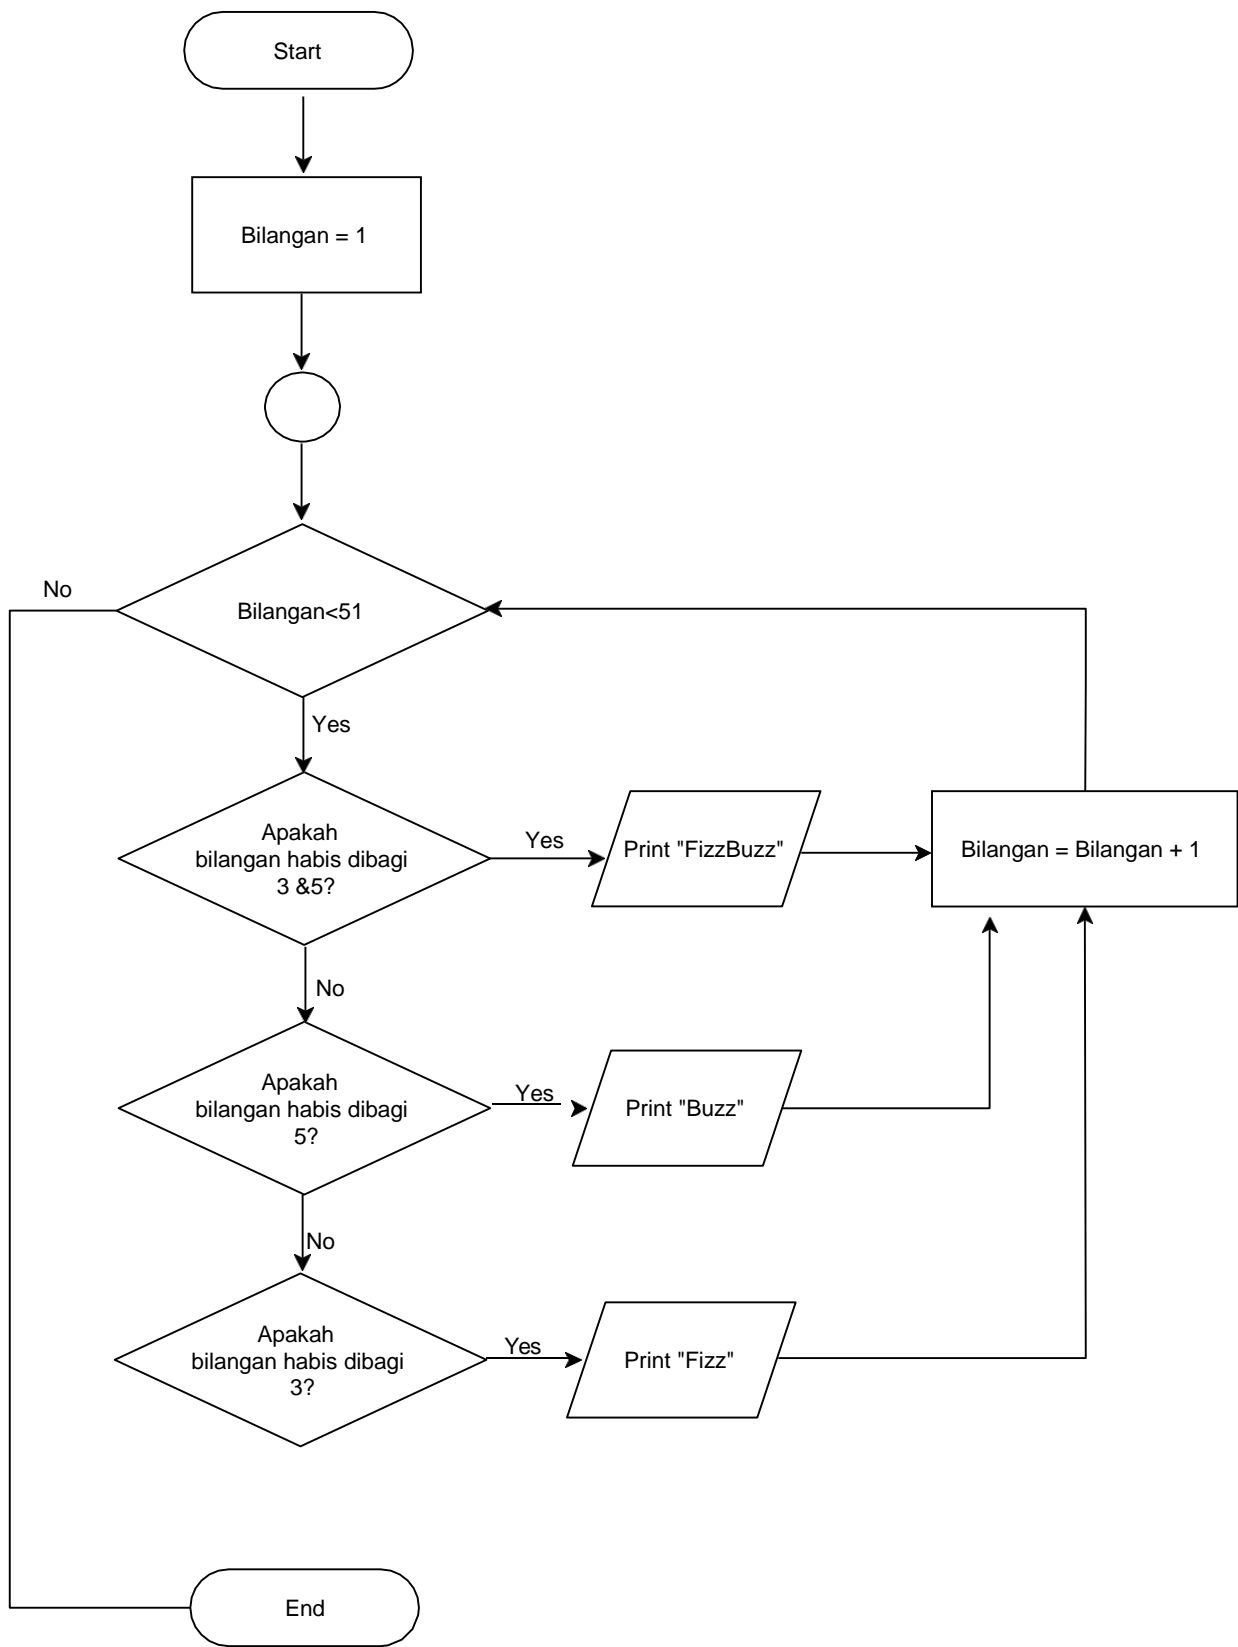 Start
Bilangan = 1
No
Bilangan<51
Yes
Apakah
bilangan habis dibagi
3 &5?
Yes
Print "FizzBuzz"
Bilangan = Bilangan + 1
No
Apakah
bilangan habis dibagi
5?
Yes
Print "Buzz"
No
Apakah
bilangan habis dibagi
3?
Yes
Print "Fizz"
End